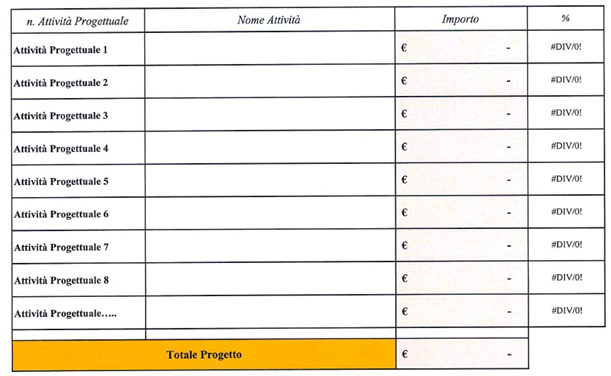 n. Attività Progettuale Nome Attività Importo %
Attività Progettuale 1 € - #DIV/0!
Attività Progettuale 2 € - #DIV/0!
Attività Progettuale 3 € - #DIV/0!
Attività Progettuale 4 € - #DIV/0!
Attività Progettuale 5 € - #DIV/0!
Attività Progettuale 6 € - #DIV/0!
Attività Progettuale 7 € - #DIV/0!
Attività Progettuale 8 € - #DIV/0!
Attività Progettuale….. € - #DIV/0!
Totale Progetto € -